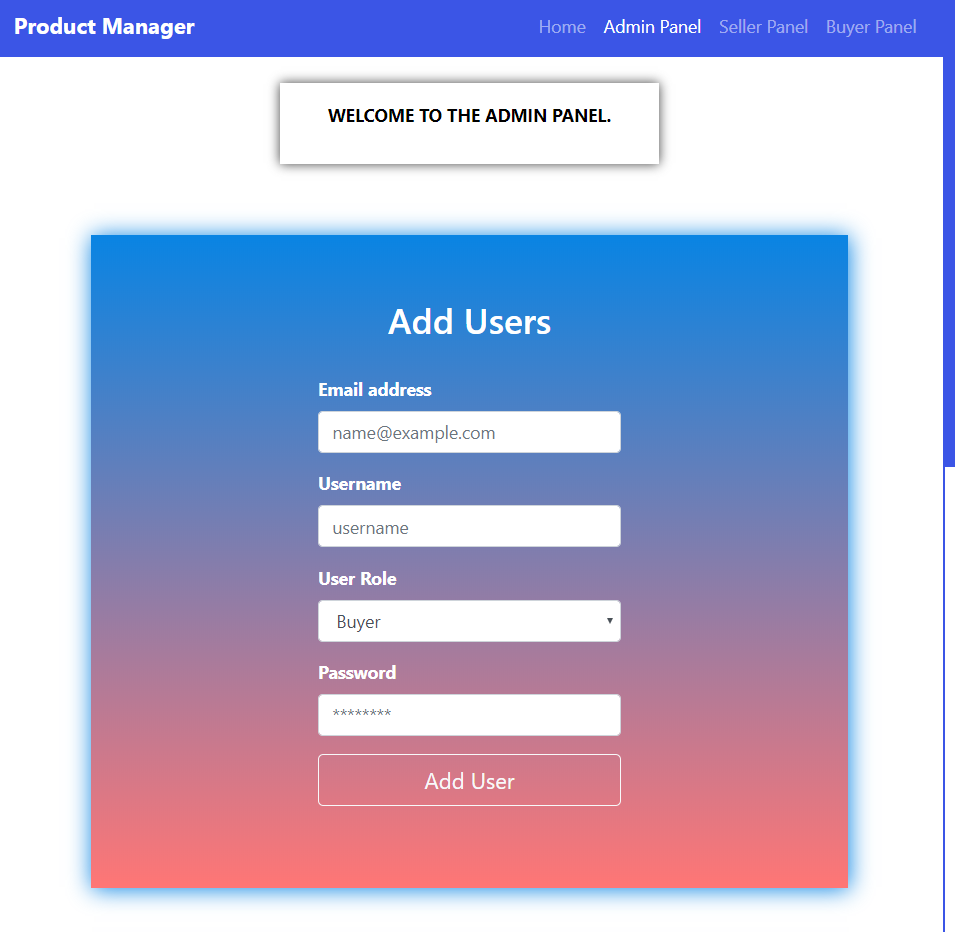 Product Manager Home Admin Panel Seller Panel Buyer Panel
WELCOME TO THE ADMIN PANEL.
Add Users
Email address
name@example.com
Username
username
User Role
Buyer
Password
********
Add User